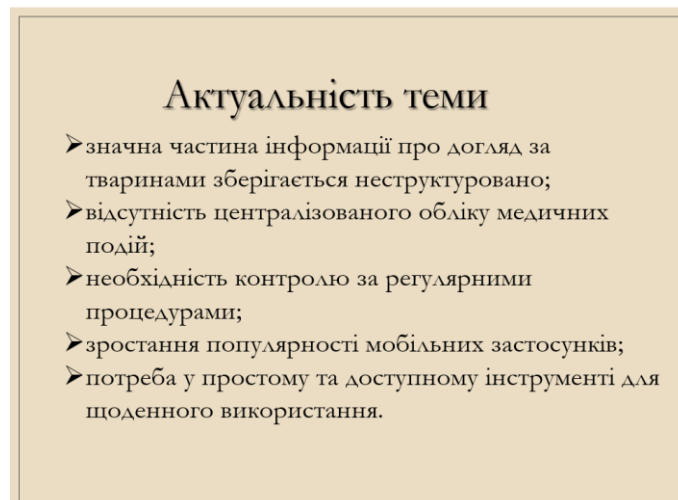 Актуальність теми
➢значна частина інформації про догляд за
тваринами зберігається неструктуровано;
➢відсутність централізованого обліку медичних
подій;
➢необхідність контролю за регулярними
процедурами;
➢зростання популярності мобільних застосунків;
➢потреба у простому та доступному інструменті для
щоденного використання.